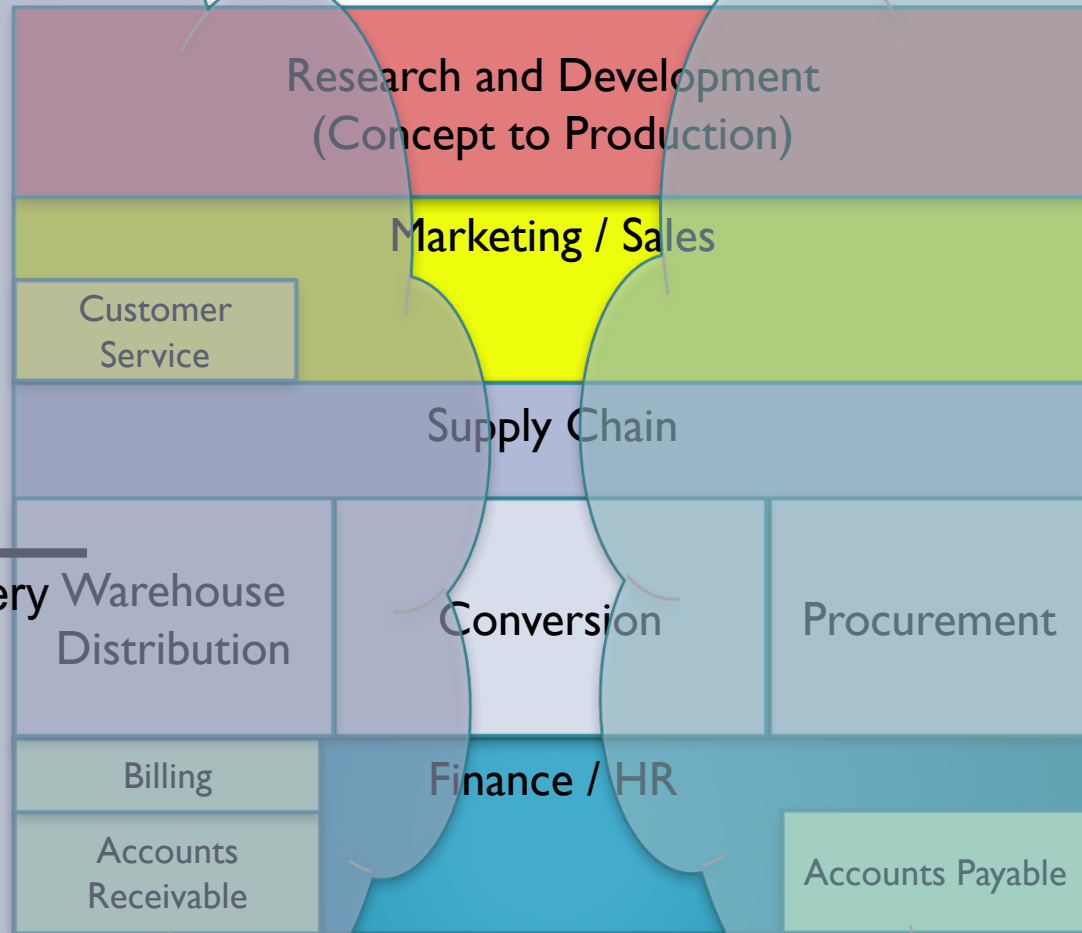 Research and Development
(Concept to Production)
Marketing / Sales
Customer
Service
Supply Chain
ery
Warehouse
Distribution
Conversion
Procurement
Billing
Finance / HR
Accounts
Receivable
Accounts Payable